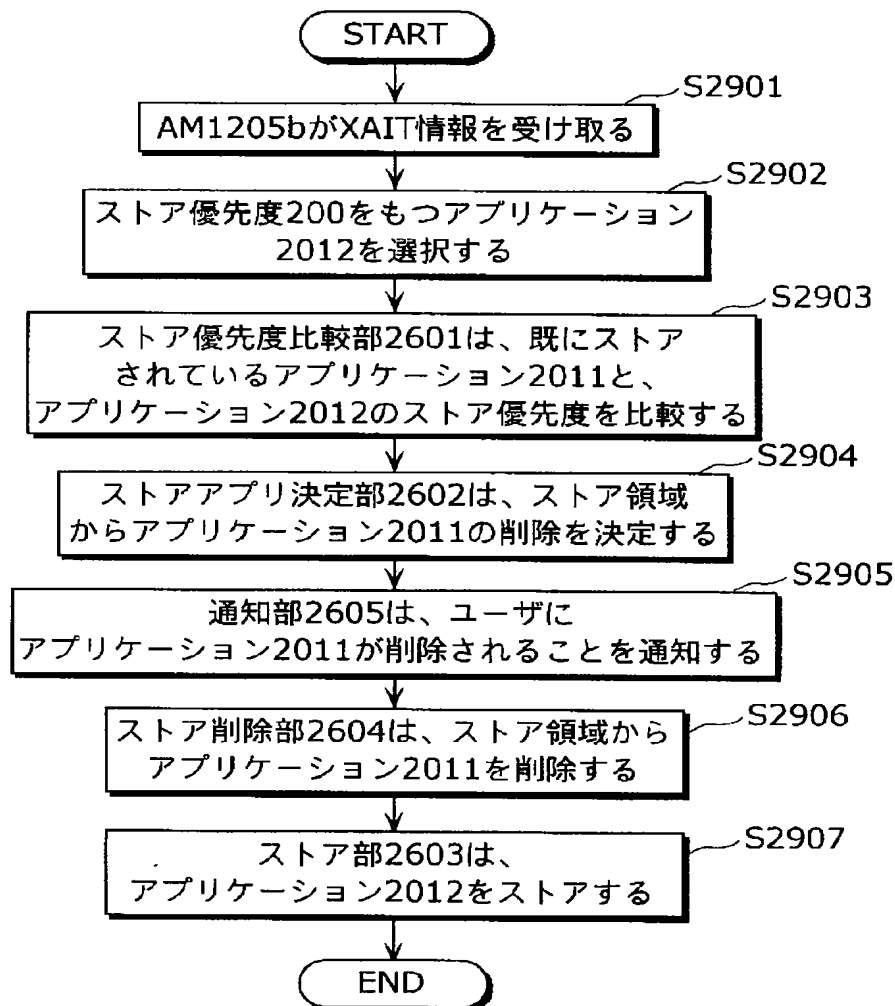 START
S2901
AM1205bがXAIT情報を受け取る
S2902
ストア優先度200をもつアプリケーション
2012を選択する
S2903
ストア優先度比較部2601は、既にストア
されているアプリケーション2011と、
アプリケーション2012のストア優先度を比較する
S2904
ストアアプリ決定部2602は、ストア領域
からアプリケーション2011の削除を決定する
S2905
通知部2605は、ユーザに
アプリケーション2011が削除されることを通知する
S2906
ストア削除部2604は、ストア領域から
アプリケーション2011を削除する
S2907
ストア部2603は、
アプリケーション2012をストアする
END